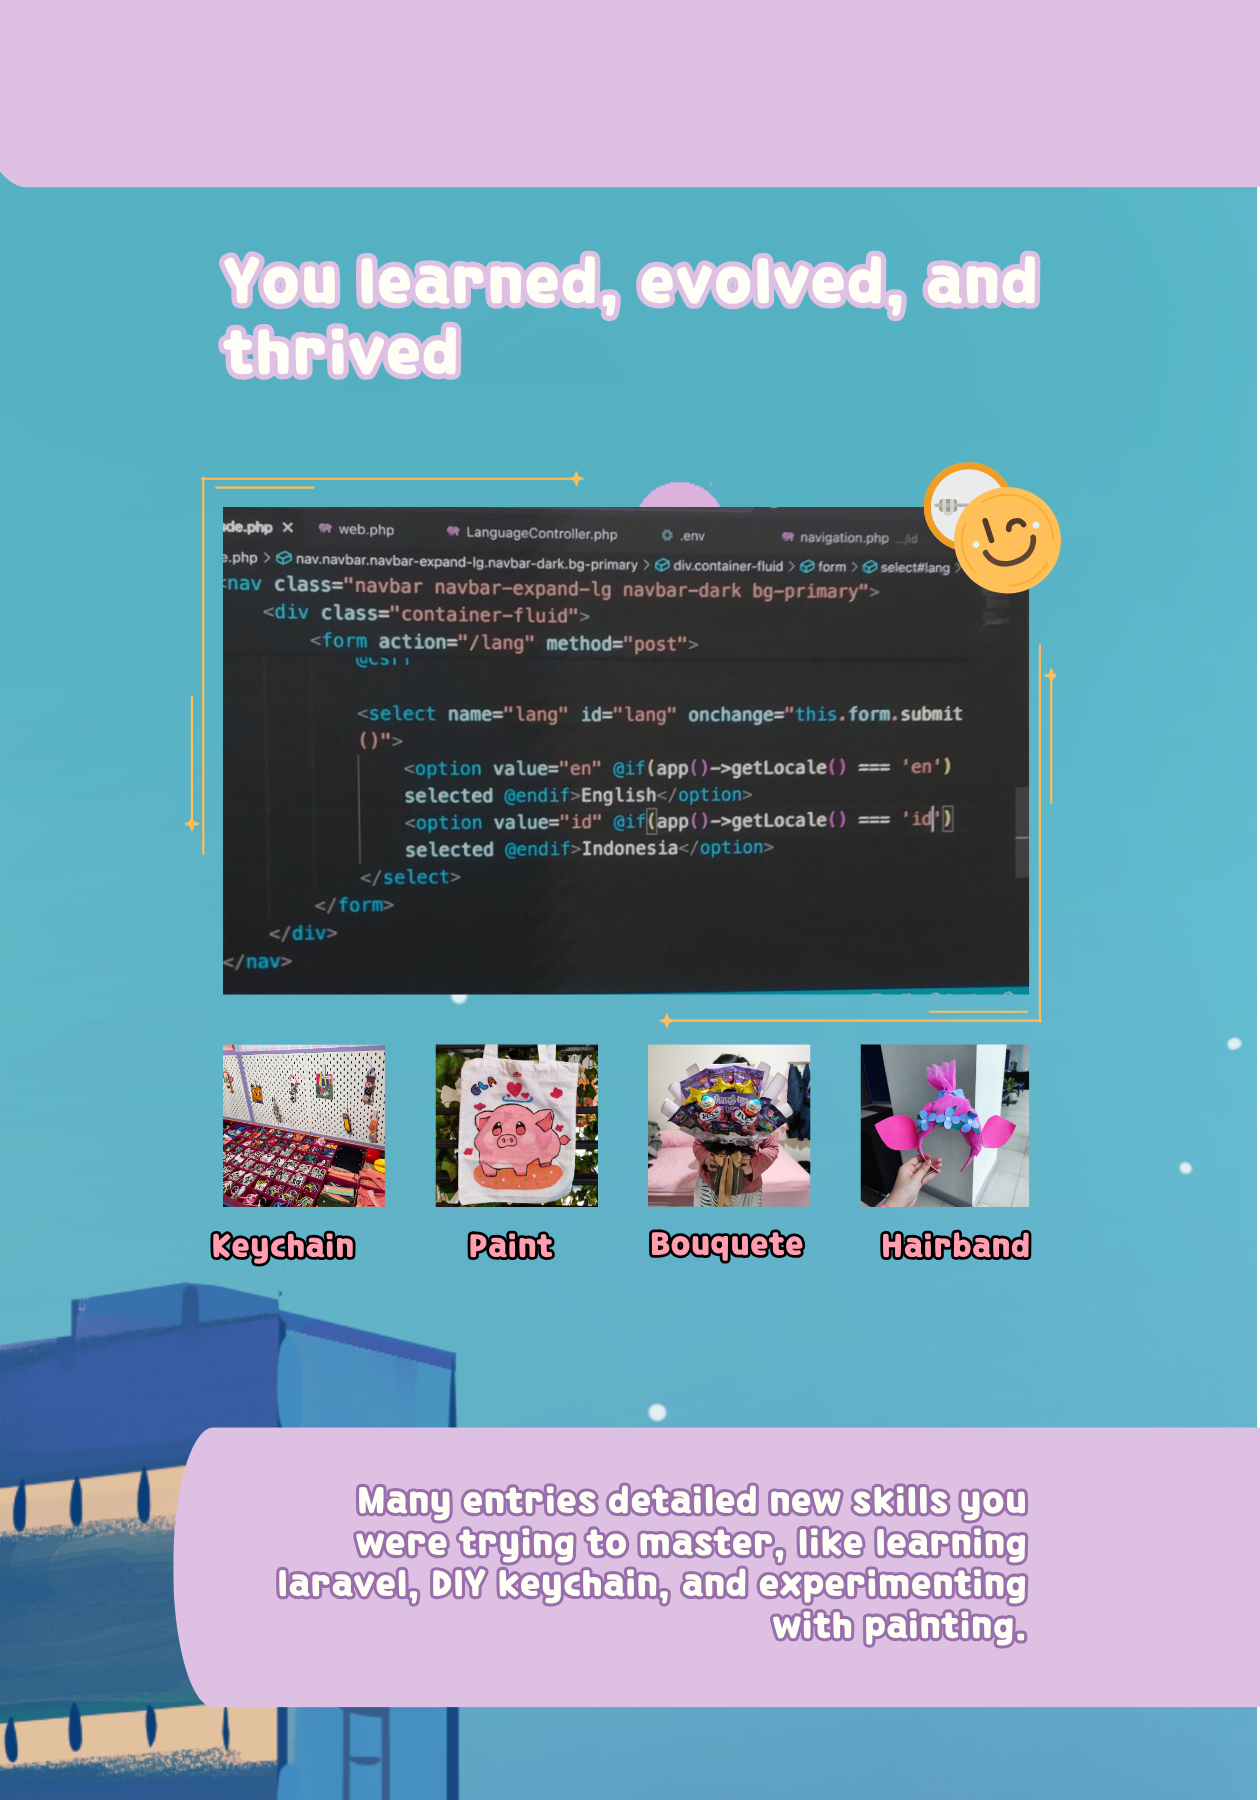 You learned, evolved, and
thrived
de.php × web.php LanguageController.php .env navigation.php .../id
e.php > nav.navbar.navbar-expand-lg.navbar-dark.bg-primary > div.container-fluid > form > select#lang >
<nav class="navbar navbar-expand-lg navbar-dark bg-primary">
<div class="container-fluid">
<form action="/lang" method="post">
<select name="lang" id="lang" onchange="this.form.submit
()">
<option value="en" @if(app()->getLocale() === 'en')
selected @endif>English</option>
<option value="id" @if(app()->getLocale() === 'id')
selected @endif>Indonesia</option>
</select>
</form>
</div>
</nav>
Keychain
Paint
Bouquete
Hairband
Many entries detailed new skills you
were trying to master, like learning
laravel, DIY keychain, and experimenting
with painting.